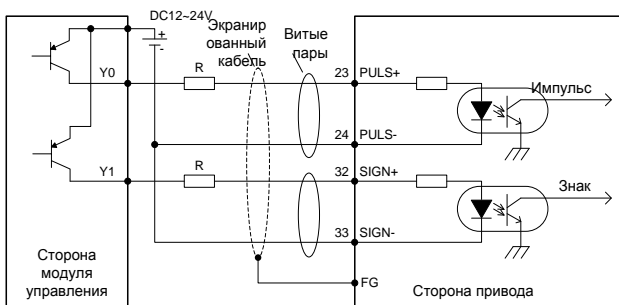 DC12~24V
+
-
Экранир
ованный
кабель
Витые
пары
Y0
R
23
PULS+
Импульс
24
PULS-
Y1
R
32
SIGN+
Знак
33
SIGN-
FG
Сторона
модуля
управления
Сторона привода